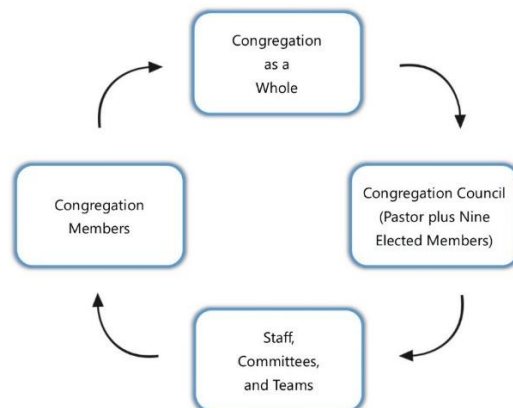 Congregation
as a
Whole
Congregation
Members
Congregation Council
(Pastor plus Nine
Elected Members)
Staff,
Committees,
and Teams